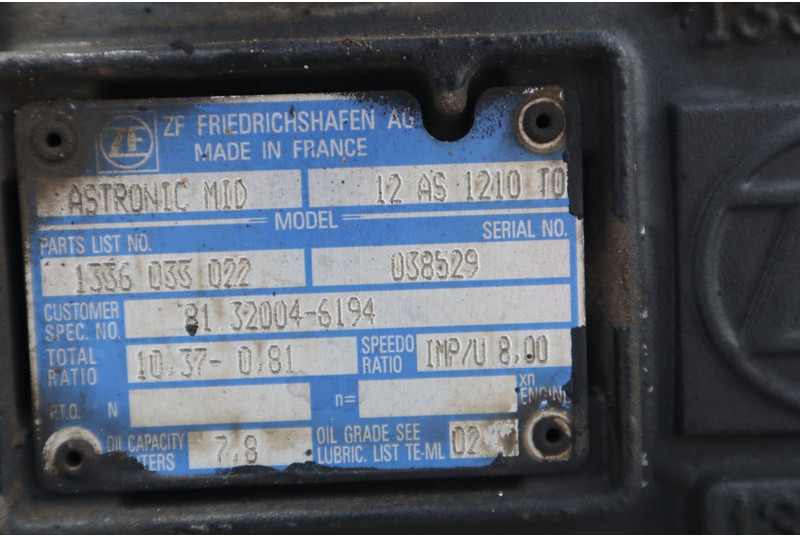 ZF
ZF FRIEDRICHSHAFEN AG
MADE IN FRANCE
ASTRONIC MID 12 AS 1210 TO
MODEL
PARTS LIST NO. SERIAL NO.
1336 033 022 038529
CUSTOMER SPEC. NO. 81.32004-6194
TOTAL RATIO 10,37- 0,81 SPEEDO RATIO IMP/U 8,00
P.T.O. N n= xn ENGINE
OIL CAPACITY 7,8 OIL GRADE SEE LUBRIC. LIST TE-ML 02